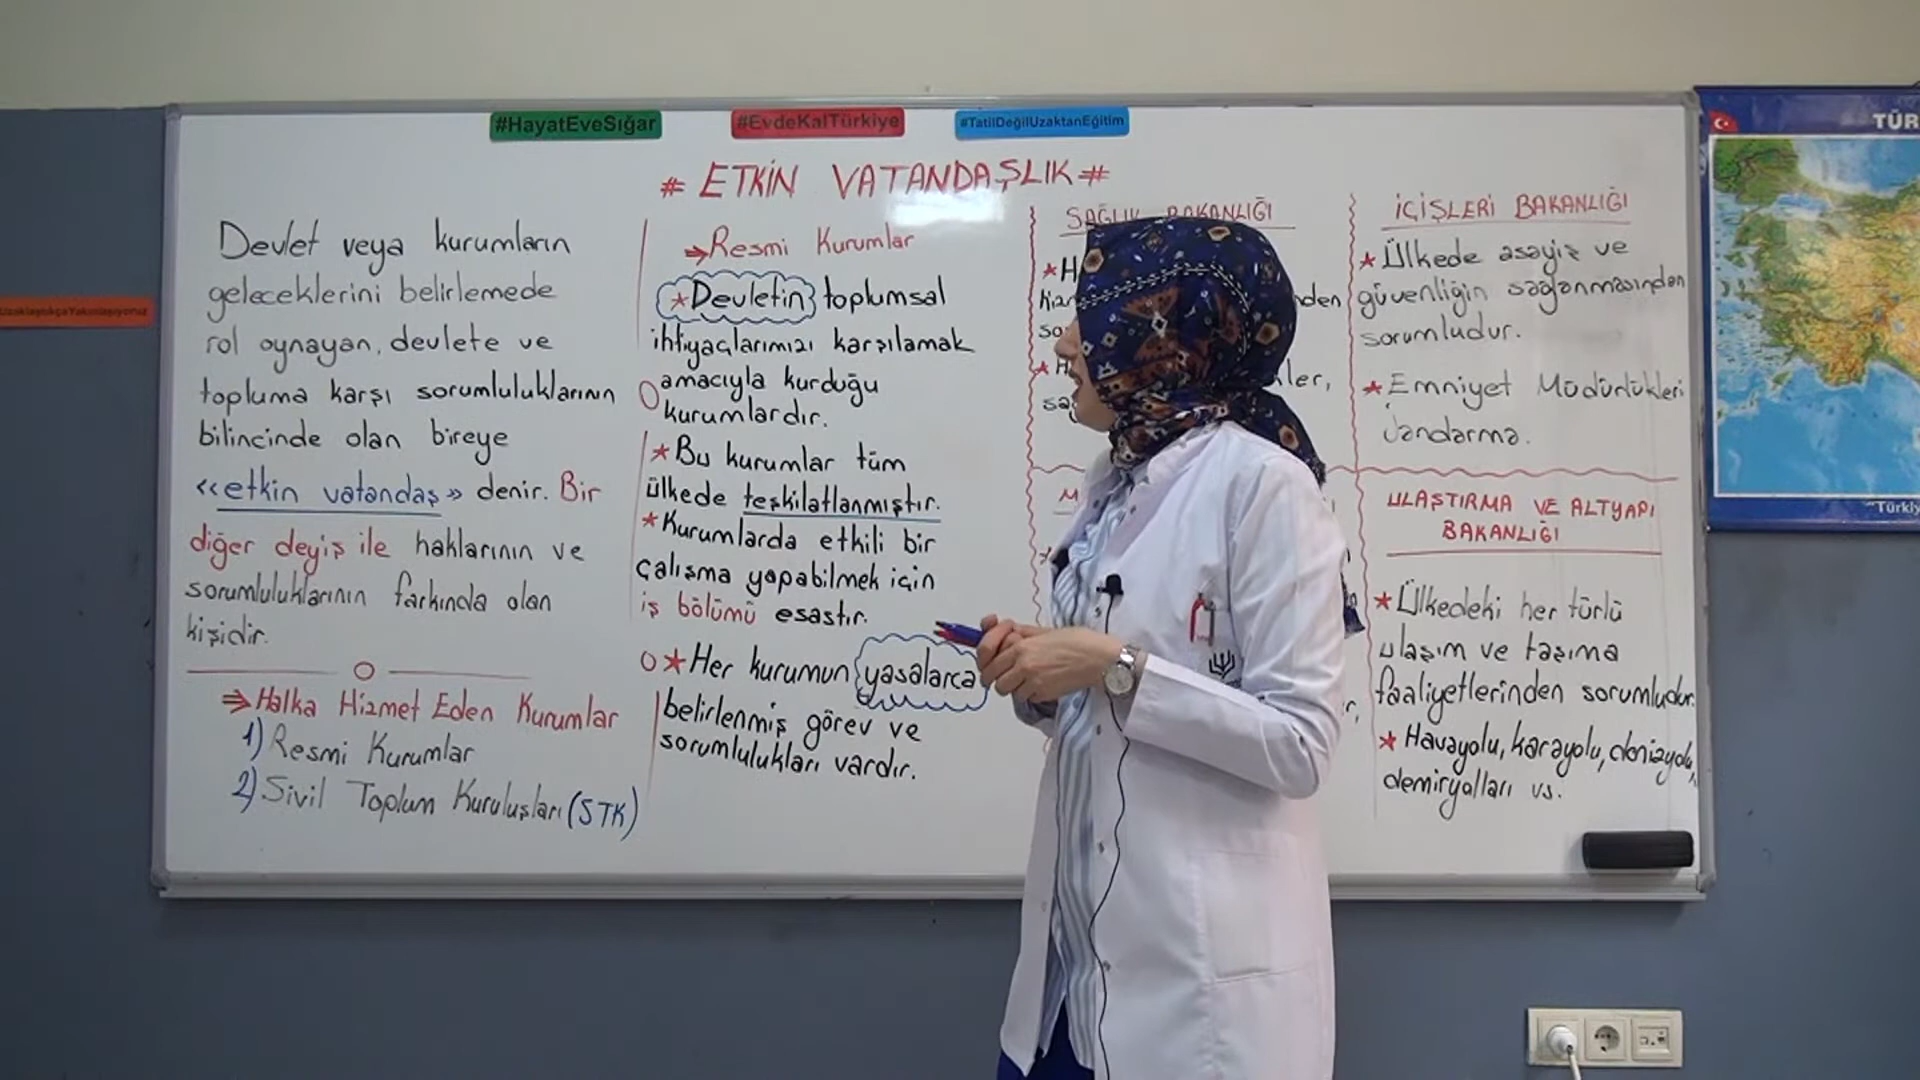 #HayatEveSığar
#EvdeKalTürkiye
#TatilDeğilUzaktanEğitim
# ETKİN VATANDAŞLIK #
Devlet veya kurumların
geleceklerini belirlemede
rol oynayan, devlete ve
topluma karşı sorumluluklarının
bilincinde olan bireye
«etkin vatandaş» denir. Bir
diğer deyiş ile haklarının ve
sorumluluklarının farkında olan
kişidir.
⇒ Halka Hizmet Eden Kurumlar
1) Resmi Kurumlar
2) Sivil Toplum Kuruluşları (STK)
⇒ Resmi Kurumlar
* Devletin toplumsal
ihtiyaçlarımızı karşılamak
amacıyla kurduğu
kurumlardır.
* Bu kurumlar tüm
ülkede teşkilatlanmıştır.
* Kurumlarda etkili bir
çalışma yapabilmek için
iş bölümü esastır.
* Her kurumun yasalarca
belirlenmiş görev ve
sorumlulukları vardır.
SAĞLIK BAKANLIĞI
İÇİŞLERİ BAKANLIĞI
* Ülkede asayiş ve
güvenliğin sağlanmasından
sorumludur.
* Emniyet Müdürlükleri
Jandarma.
ULAŞTIRMA VE ALTYAPI
BAKANLIĞI
* Ülkedeki her türlü
ulaşım ve taşıma
faaliyetlerinden sorumludur.
* Havayolu, karayolu, denizyolu,
demiryolları vs.
TÜR
UzaklaştıkçaYakınlaşıyoruz